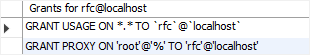 Grants for rfc@localhost
GRANT USAGE ON *.* TO `rfc`@`localhost`
GRANT PROXY ON 'root'@'%' TO 'rfc'@'localhost'